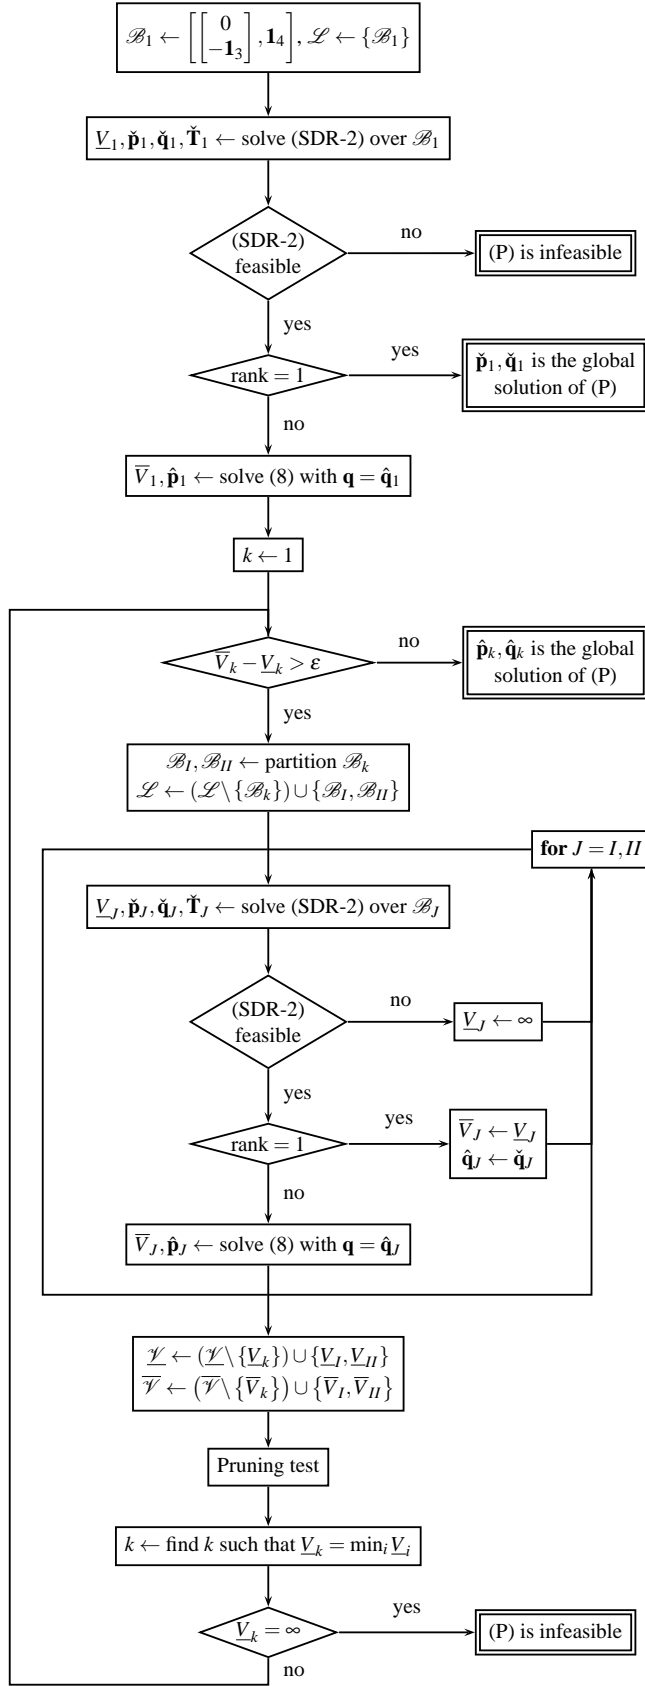 ℬ₁ ← [[0 −𝟏₃], 𝟏₄], ℒ ← {ℬ₁}
V̲₁, p̌₁, q̌₁, Ť₁ ← solve (SDR-2) over ℬ₁
(SDR-2)
feasible
no
(P) is infeasible
yes
rank = 1
yes
p̌₁, q̌₁ is the global
solution of (P)
no
V̅₁, p̂₁ ← solve (8) with q = q̂₁
k ← 1
V̅ₖ − V̲ₖ > ε
no
p̂ₖ, q̂ₖ is the global
solution of (P)
yes
ℬ_I, ℬ_II ← partition ℬₖ
ℒ ← (ℒ∖{ℬₖ}) ∪ {ℬ_I, ℬ_II}
for J = I, II
V̲_J, p̌_J, q̌_J, Ť_J ← solve (SDR-2) over ℬ_J
(SDR-2)
feasible
no
V̲_J ← ∞
yes
rank = 1
yes
V̅_J ← V̲_J
q̂_J ← q̌_J
no
V̅_J, p̂_J ← solve (8) with q = q̂_J
𝒱̲ ← (𝒱̲∖{V̲ₖ}) ∪ {V̲_I, V̲_II}
𝒱̅ ← (𝒱̅∖{V̅ₖ}) ∪ {V̅_I, V̅_II}
Pruning test
k ← find k such that V̲ₖ = minᵢ V̲ᵢ
V̲ₖ = ∞
yes
(P) is infeasible
no